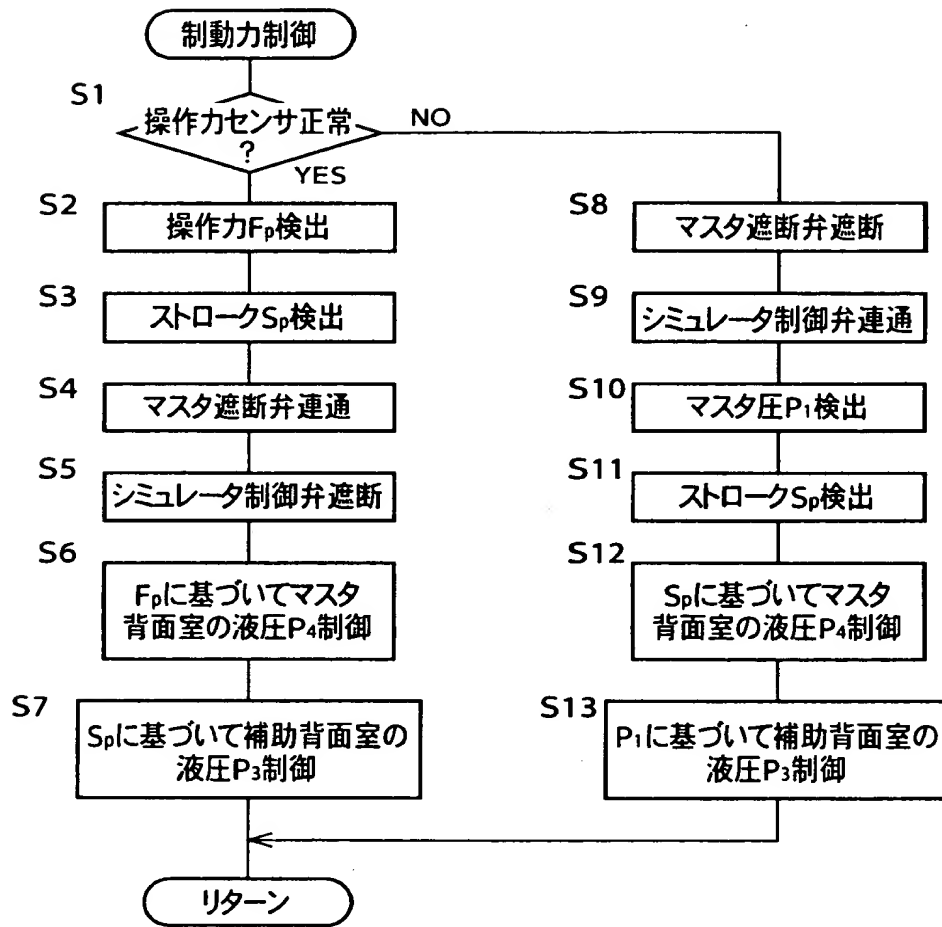 制動力制御
S1
操作力センサ正常
?
NO
YES
S2
操作力Fp検出
S3
ストロークSp検出
S4
マスタ遮断弁連通
S5
シミュレータ制御弁遮断
S6
Fpに基づいてマスタ
背面室の液圧P4制御
S7
Spに基づいて補助背面室の
液圧P3制御
S8
マスタ遮断弁遮断
S9
シミュレータ制御弁連通
S10
マスタ圧P1検出
S11
ストロークSp検出
S12
Spに基づいてマスタ
背面室の液圧P4制御
S13
P1に基づいて補助背面室の
液圧P3制御
リターン